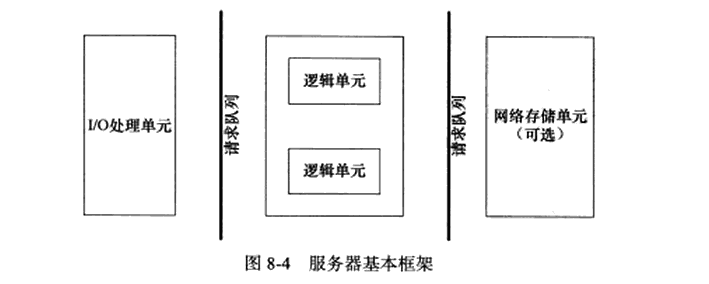 I/O处理单元
请求队列
逻辑单元
逻辑单元
请求队列
网络存储单元
（可选）
图 8-4 服务器基本框架